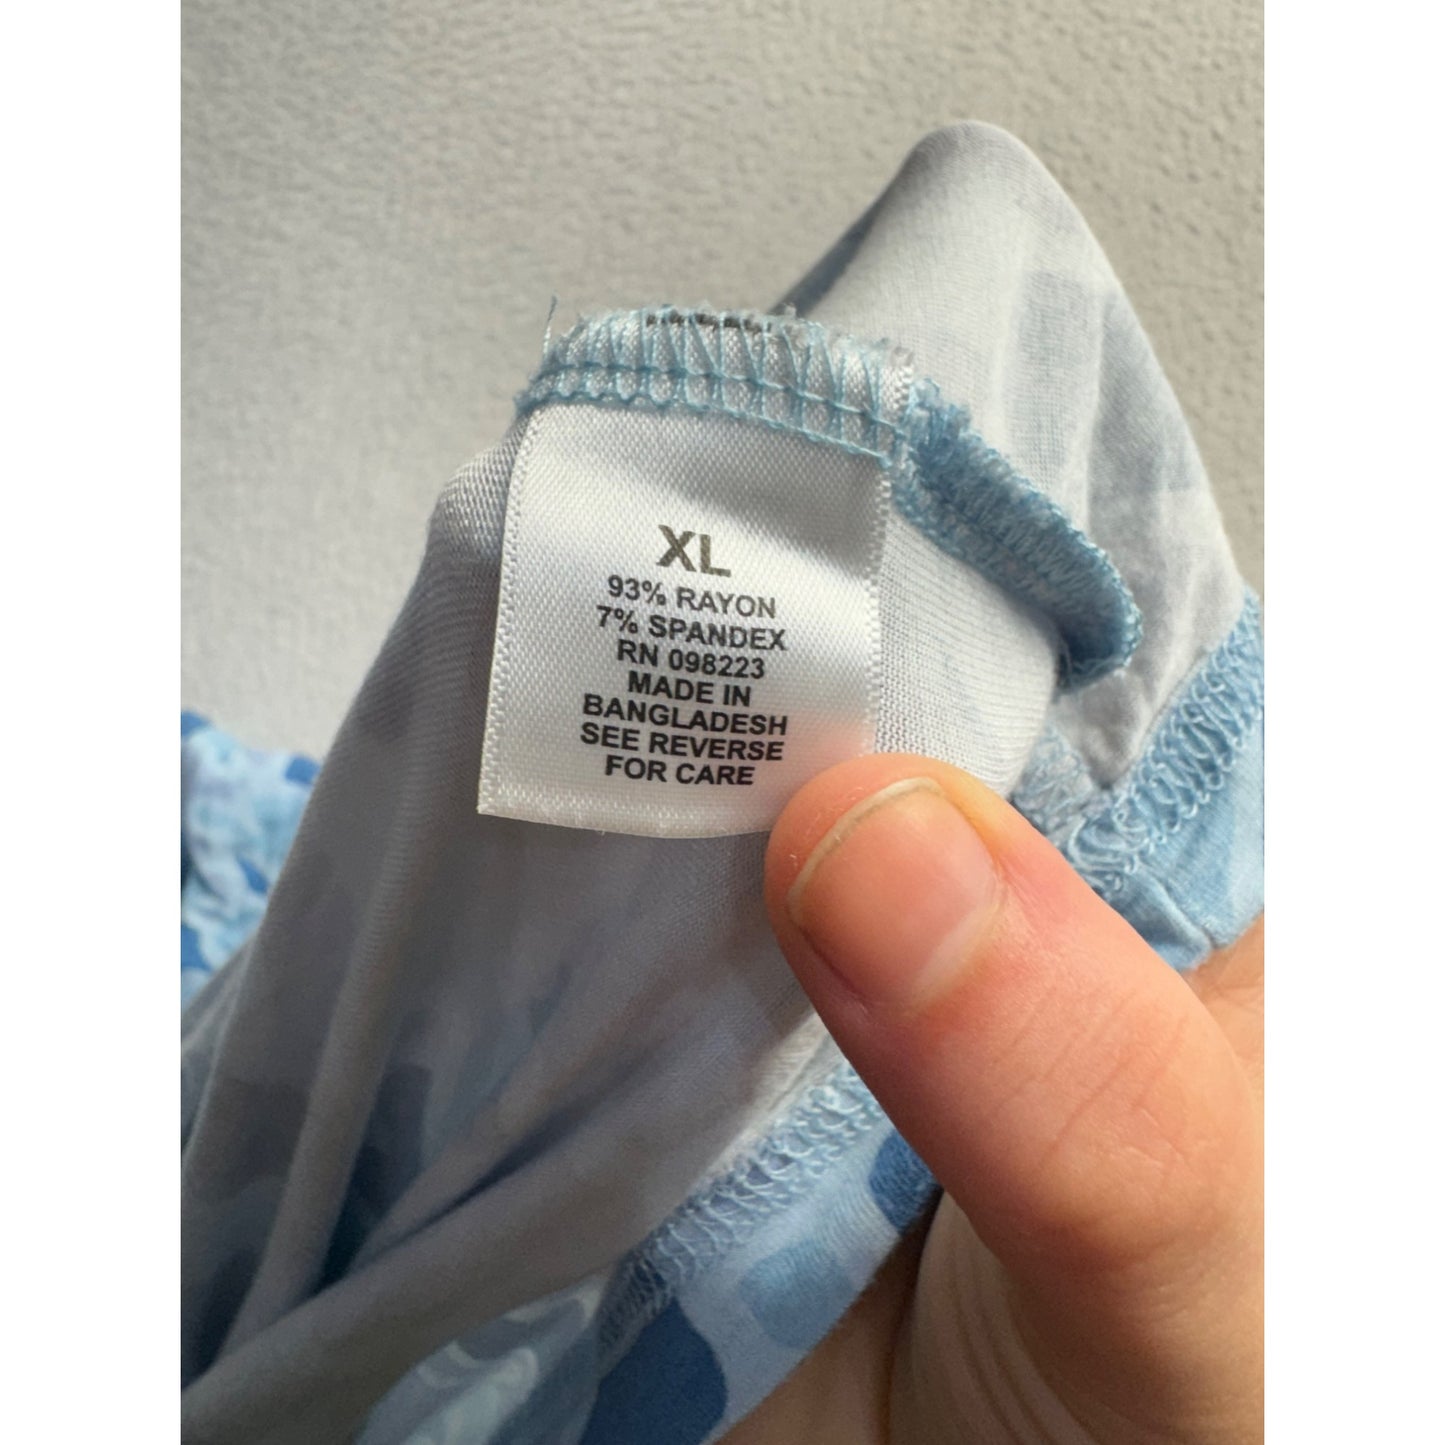 XL
93% RAYON
7% SPANDEX
RN 098223
MADE IN
BANGLADESH
SEE REVERSE
FOR CARE